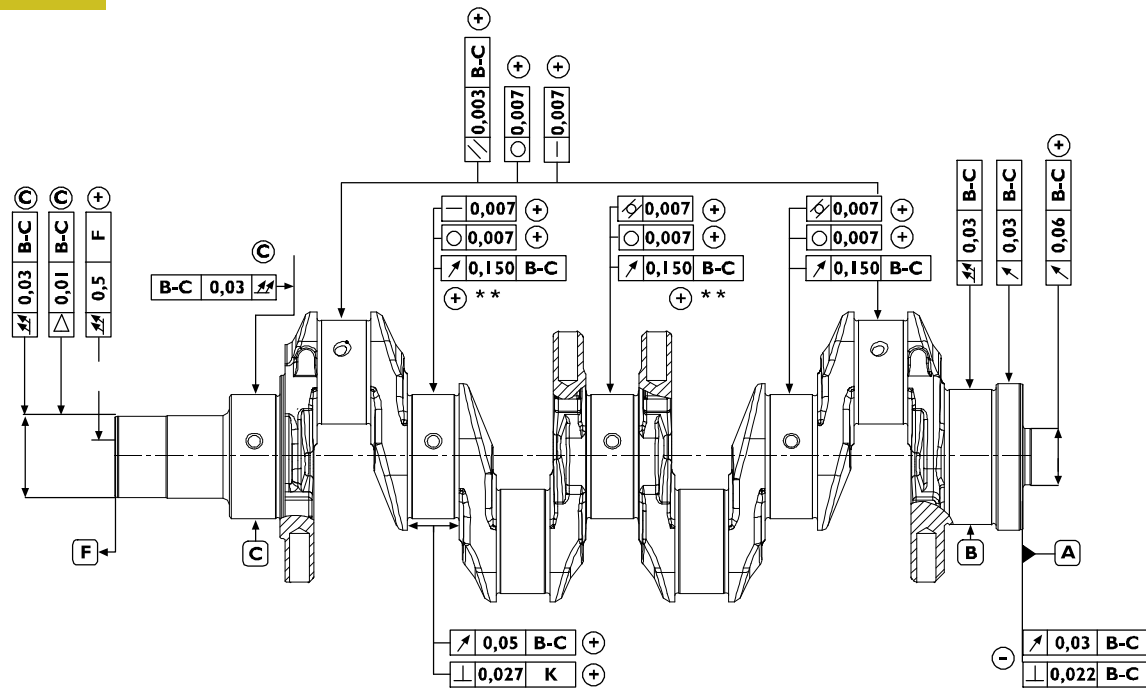 +
+
+
// 0,003 B-C
○ 0,007
— 0,007
C
C
+
0,03 B-C
▷ 0,01 B-C
0,5 F
C
B-C 0,03
— 0,007 +
○ 0,007 +
↗ 0,150 B-C
+ **
⌭ 0,007 +
○ 0,007 +
↗ 0,150 B-C
+ **
⌭ 0,007 +
○ 0,007 +
↗ 0,150 B-C
+
0,03 B-C
↗ 0,03 B-C
↗ 0,06 B-C
F
C
B
A
↗ 0,05 B-C +
⊥ 0,027 K +
−
↗ 0,03 B-C
⊥ 0,022 B-C